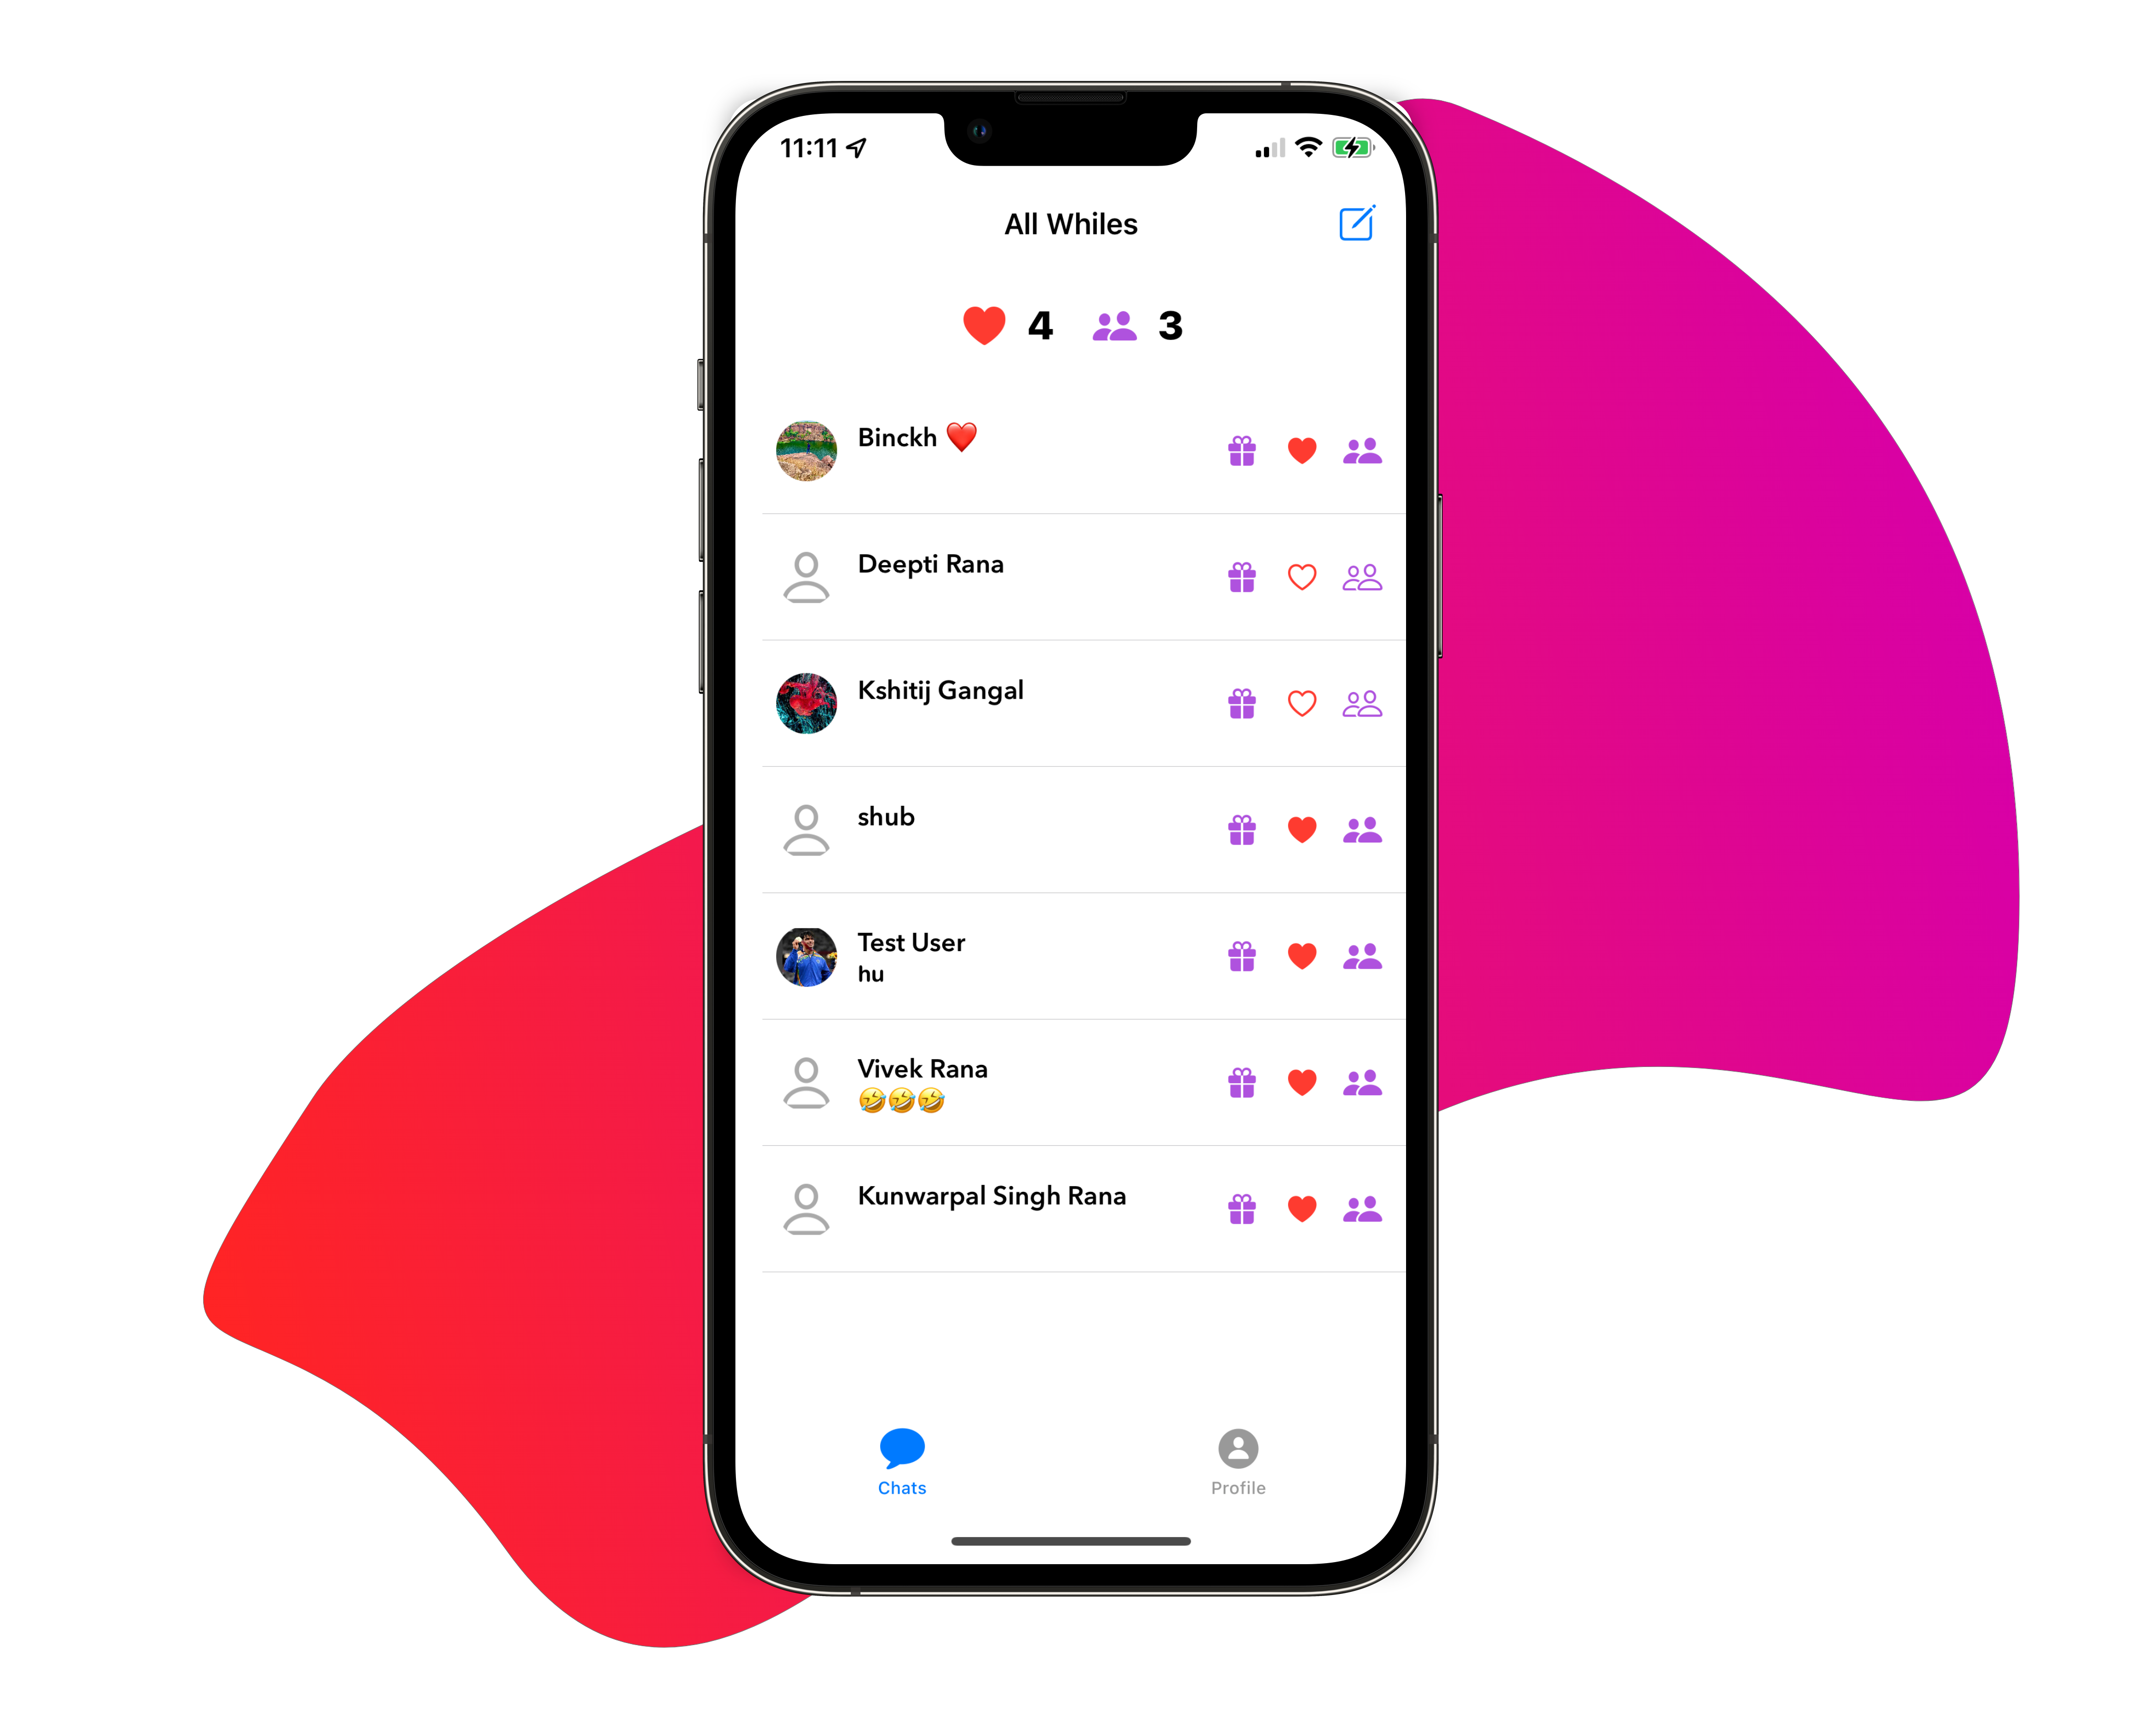 11:11
All Whiles
4 3
Binckh ❤️
Deepti Rana
Kshitij Gangal
shub
Test User
hu
Vivek Rana
🤣🤣🤣
Kunwarpal Singh Rana
Chats Profile